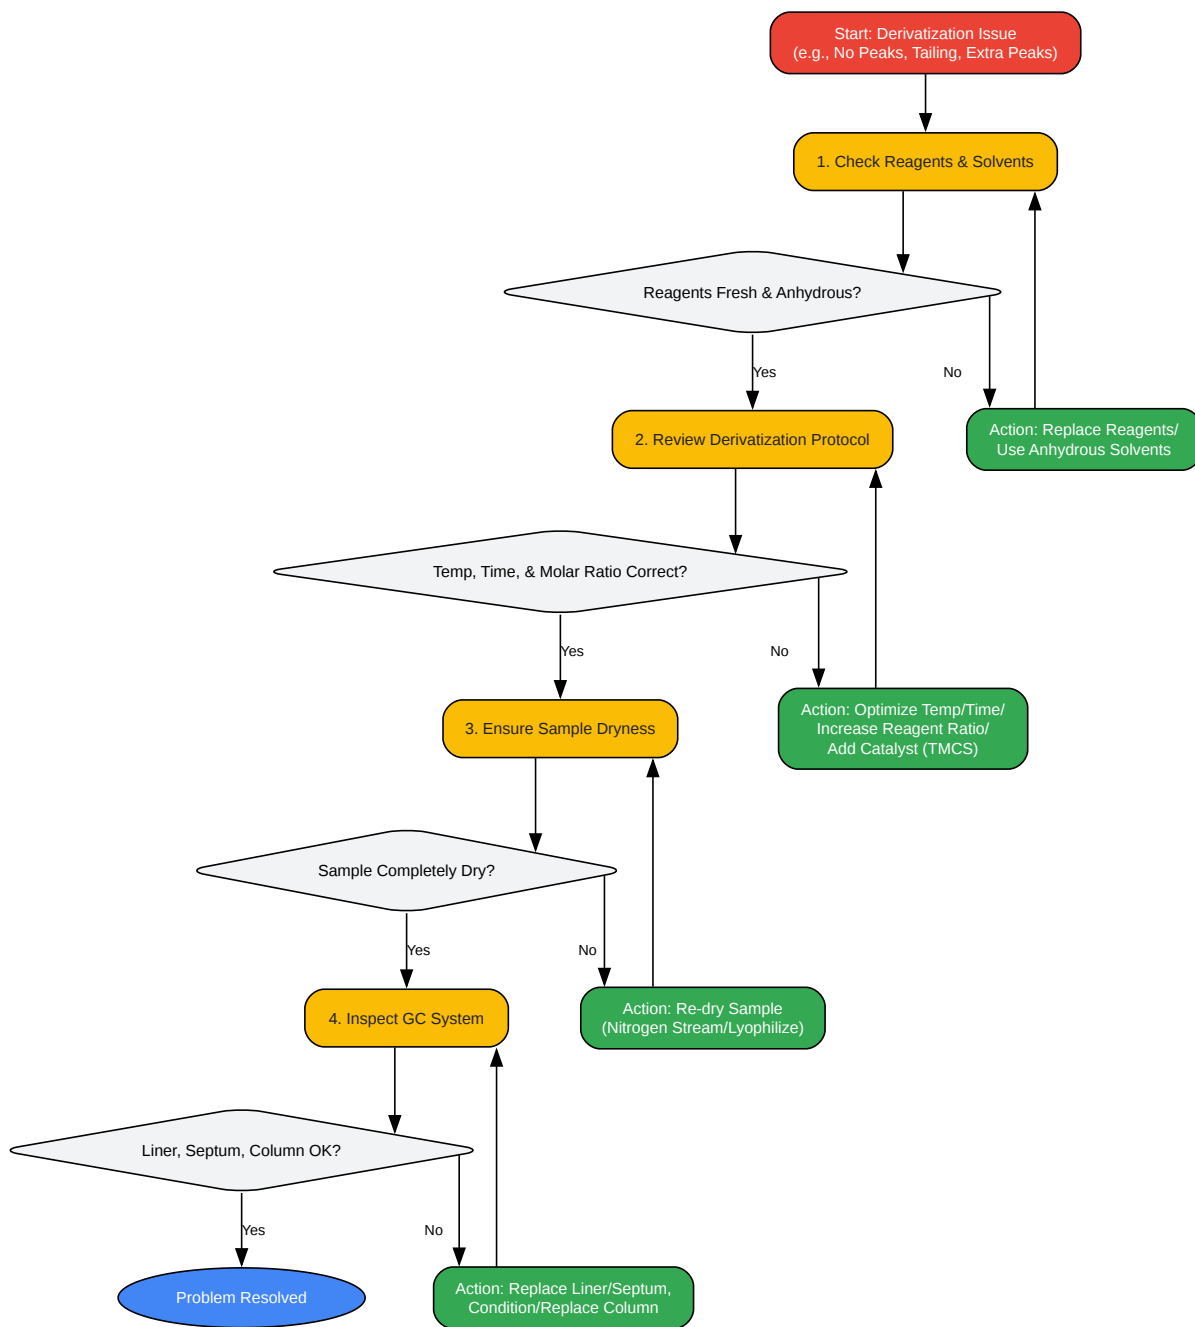 Start: Derivatization Issue
(e.g., No Peaks, Tailing, Extra Peaks)
1. Check Reagents & Solvents
Reagents Fresh & Anhydrous?
Yes
No
2. Review Derivatization Protocol
Action: Replace Reagents/
Use Anhydrous Solvents
Temp, Time, & Molar Ratio Correct?
Yes
No
3. Ensure Sample Dryness
Action: Optimize Temp/Time/
Increase Reagent Ratio/
Add Catalyst (TMCS)
Sample Completely Dry?
Yes
No
4. Inspect GC System
Action: Re-dry Sample
(Nitrogen Stream/Lyophilize)
Liner, Septum, Column OK?
Yes
No
Problem Resolved
Action: Replace Liner/Septum,
Condition/Replace Column